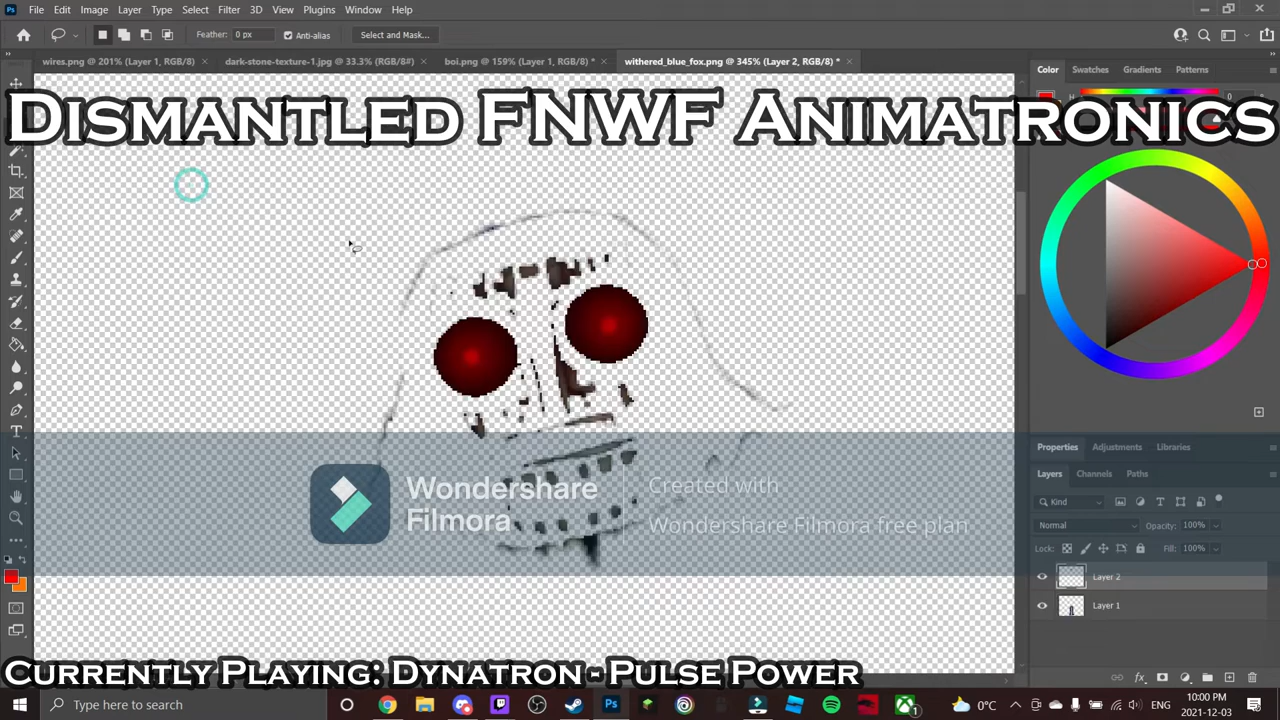 File Edit Image Layer Type Select Filter 3D View Plugins Window Help
Feather: 0 px Anti-alias Select and Mask...
wires.png @ 201% (Layer 1, RGB/8) dark-stone-texture-1.jpg @ 33.3% (RGB/8#) boi.png @ 159% (Layer 1, RGB/8) * withered_blue_fox.png @ 345% (Layer 2, RGB/8) *
Color Swatches Gradients Patterns
H 0
Dismantled FNWF Animatronics
Properties Adjustments Libraries
Layers Channels Paths
Kind
Normal Opacity: 100%
Lock: Fill: 100%
Layer 2
Layer 1
Wondershare
Filmora
Created with
Wondershare Filmora free plan
Currently Playing: Dynatron - Pulse Power
Type here to search
0°C ENG 10:00 PM
2021-12-03